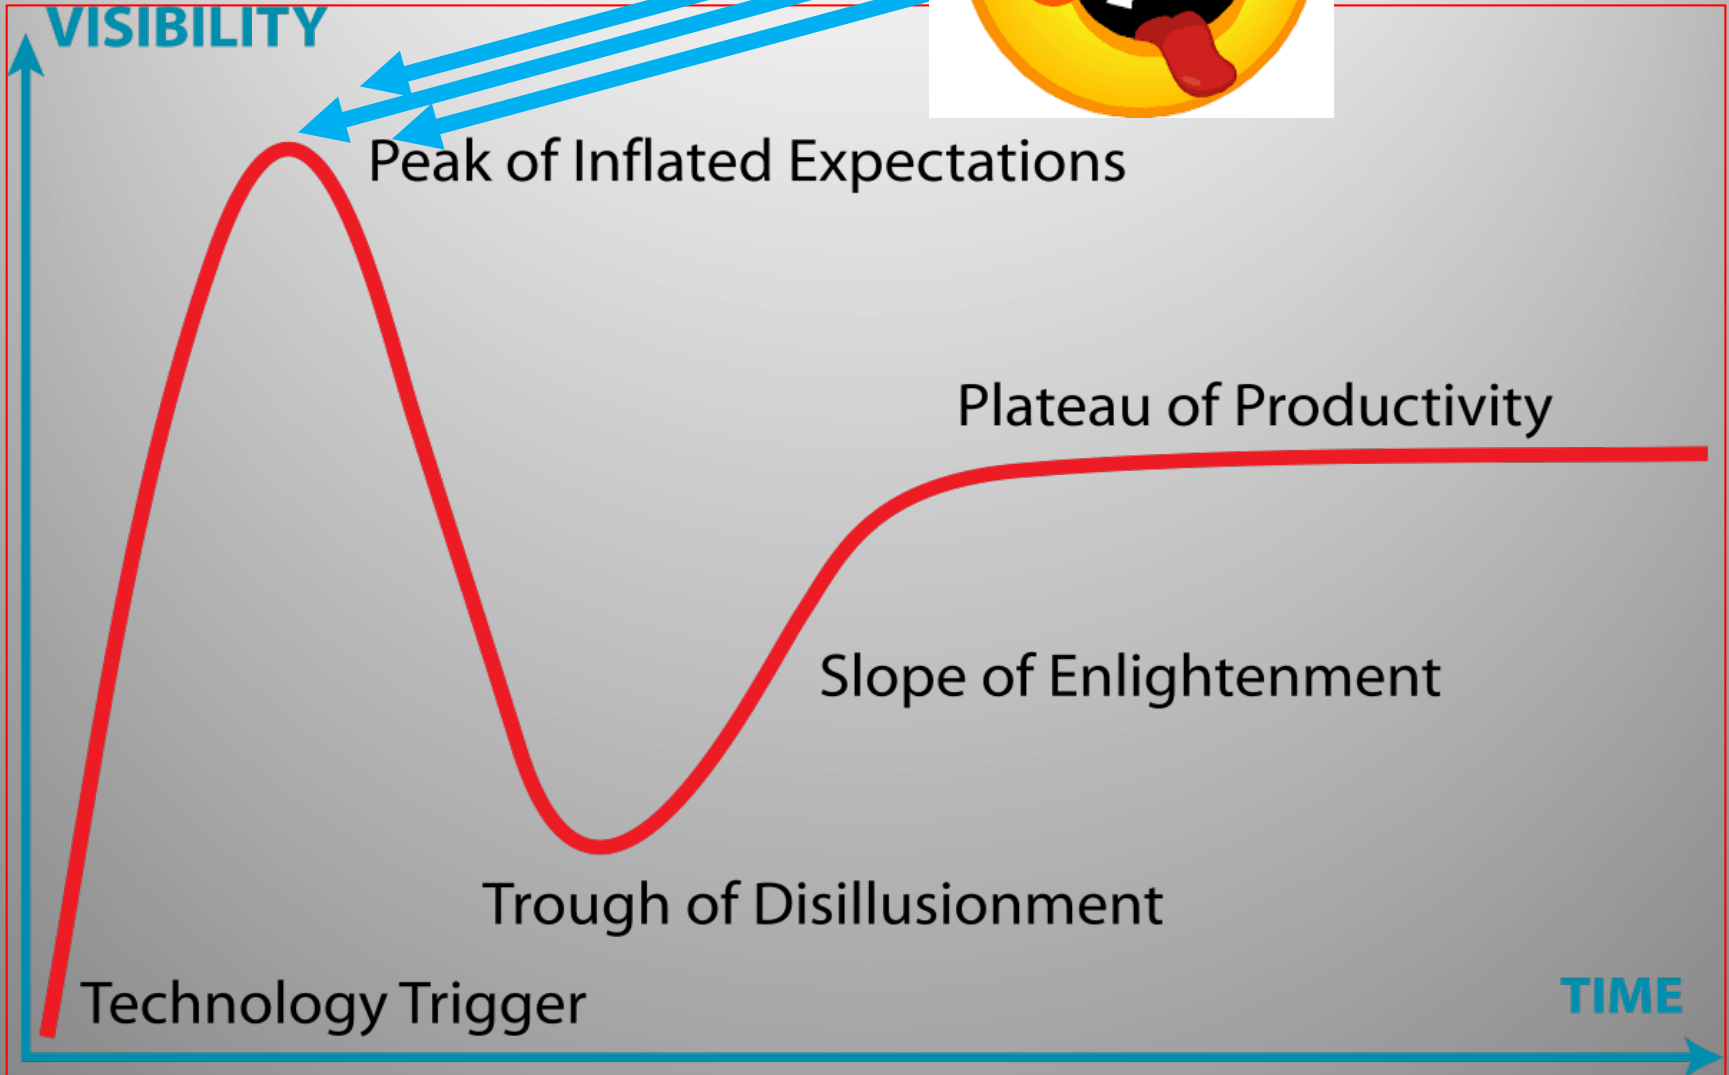 VISIBILITY
Peak of Inflated Expectations
Plateau of Productivity
Slope of Enlightenment
Trough of Disillusionment
Technology Trigger
TIME